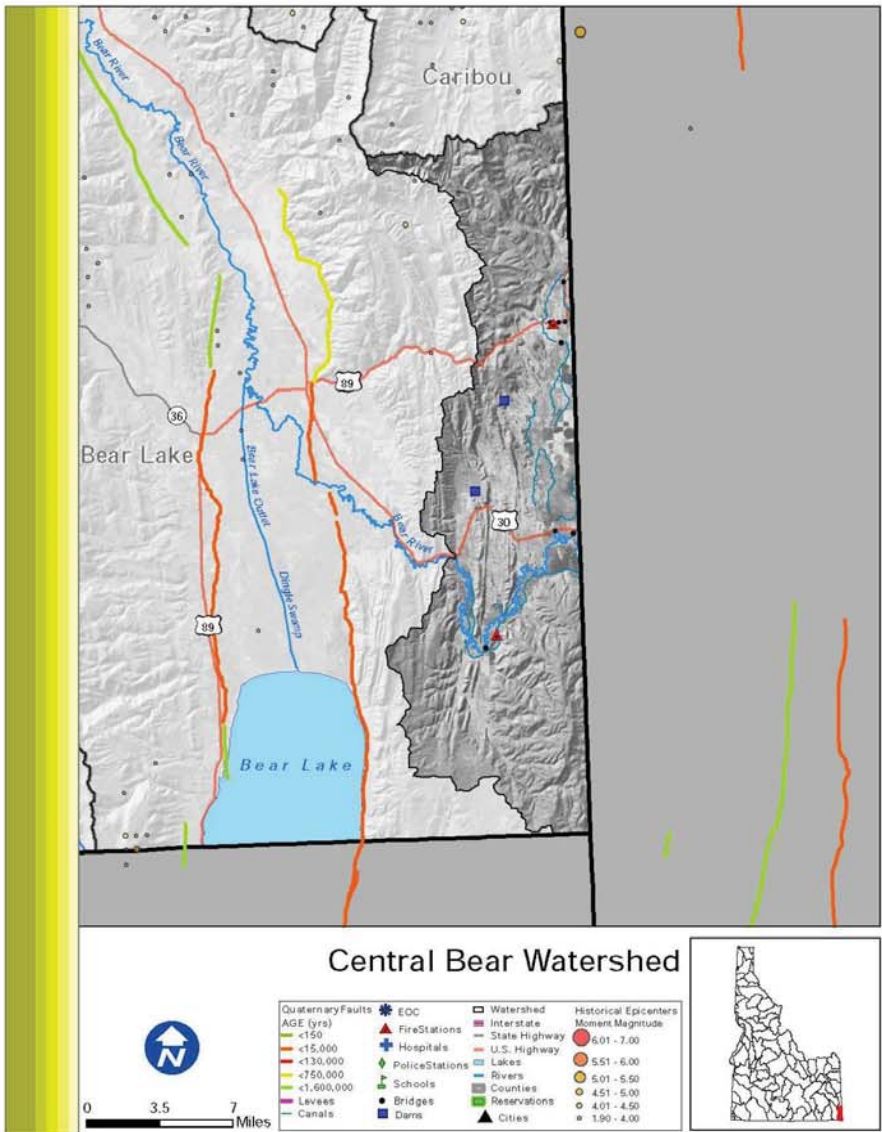 Bear River
Caribou
Bear River
89
36
Bear Lake
Bear Lake Outlet
Bear River
30
Dingle Swamp
89
Bear Lake
Central Bear Watershed
N
0 3.5 7
Miles
Quaternary Faults
AGE (yrs)
<150
<15,000
<130,000
<750,000
<1,600,000
Levees
Canals
EOC
FireStations
Hospitals
PoliceStations
Schools
Bridges
Dams
Watershed
Interstate
State Highway
U.S. Highway
Lakes
Rivers
Counties
Reservations
Cities
Historical Epicenters
Moment Magnitude
6.01 - 7.00
5.51 - 6.00
5.01 - 5.50
4.51 - 5.00
4.01 - 4.50
1.90 - 4.00